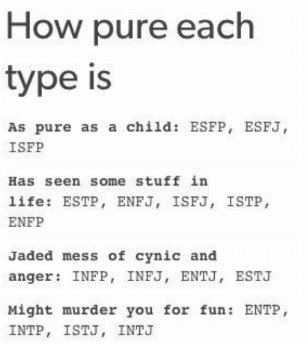 How pure each
type is
As pure as a child: ESFP, ESFJ,
ISFP
Has seen some stuff in
life: ESTP, ENFJ, ISFJ, ISTP,
ENFP
Jaded mess of cynic and
anger: INFP, INFJ, ENTJ, ESTJ
Might murder you for fun: ENTP,
INTP, ISTJ, INTJ